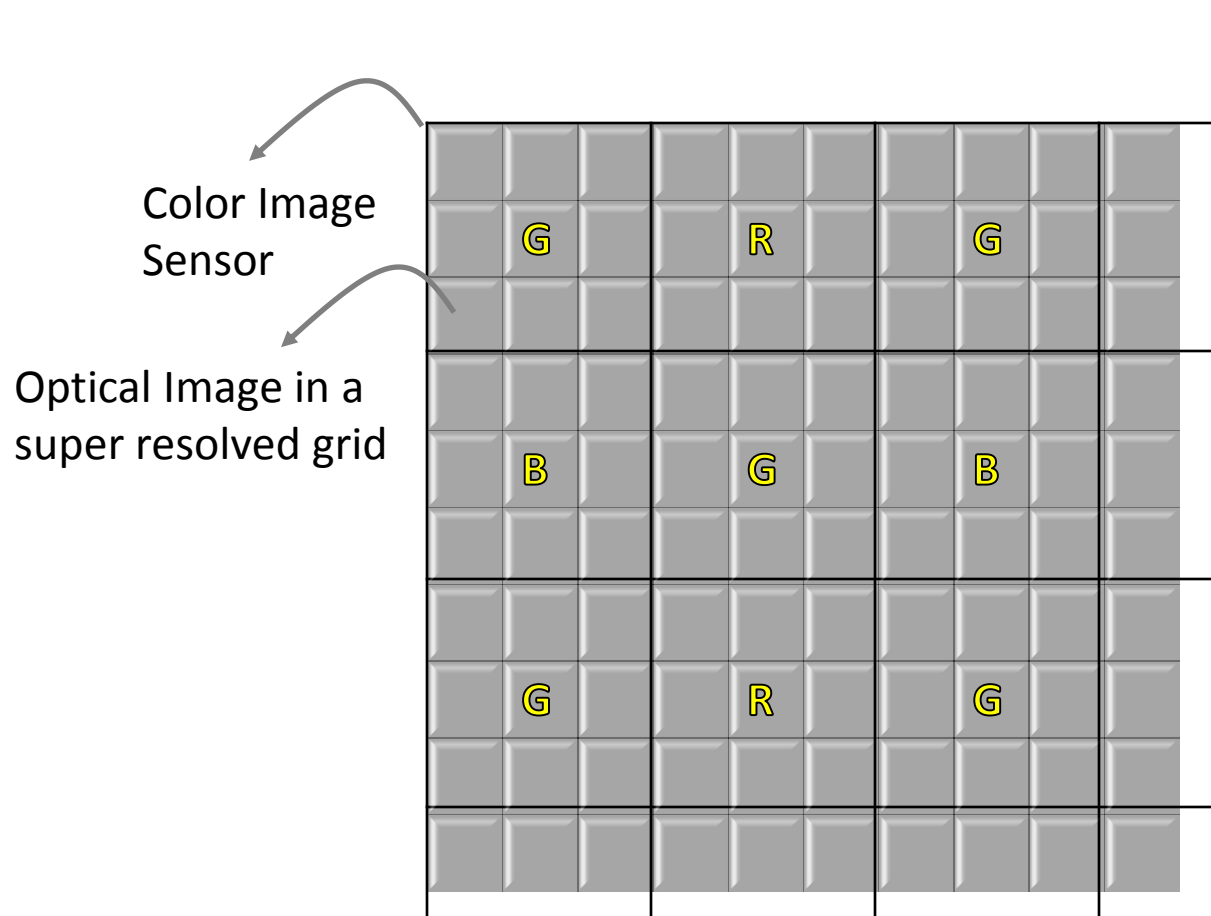 Color Image
Sensor
G R G
Optical Image in a
super resolved grid
B G B
G R G